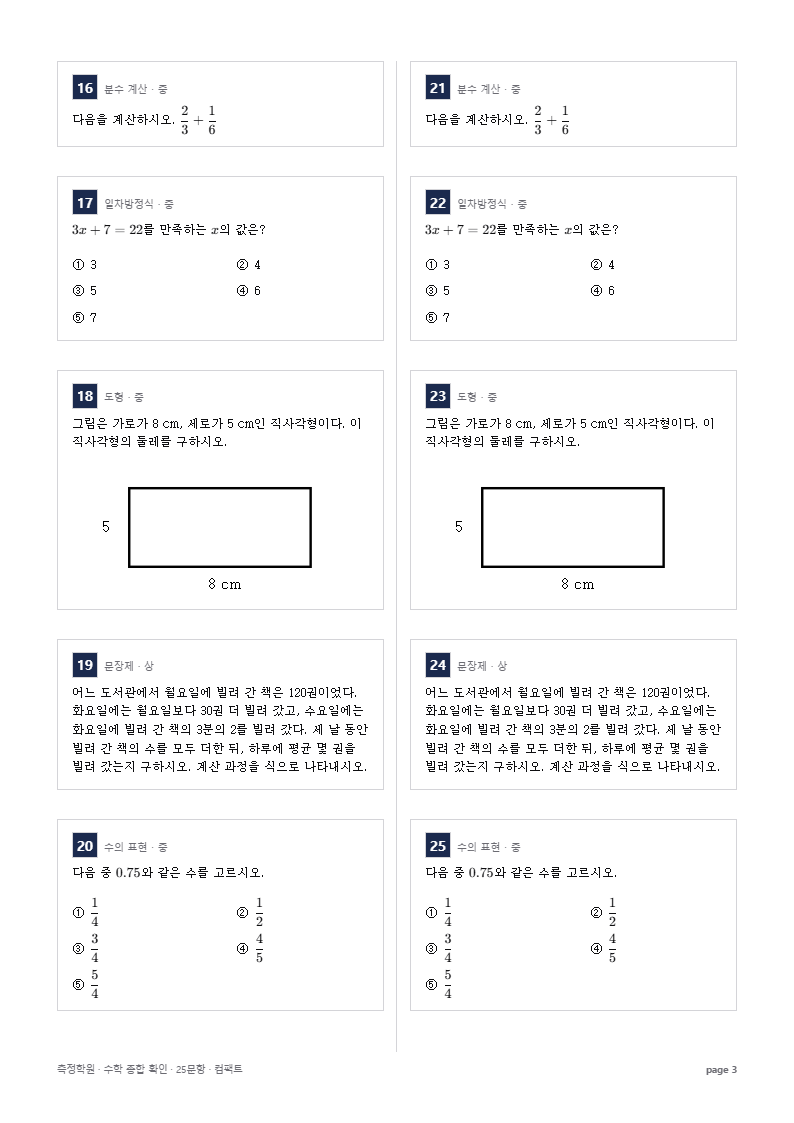 16 분수 계산 · 중
다음을 계산하시오. 2/3 + 1/6
17 일차방정식 · 중
3x + 7 = 22를 만족하는 x의 값은?
① 3 ② 4
③ 5 ④ 6
⑤ 7
18 도형 · 중
그림은 가로가 8 cm, 세로가 5 cm인 직사각형이다. 이
직사각형의 둘레를 구하시오.
5
8 cm
19 문장제 · 상
어느 도서관에서 월요일에 빌려 간 책은 120권이었다.
화요일에는 월요일보다 30권 더 빌려 갔고, 수요일에는
화요일에 빌려 간 책의 3분의 2를 빌려 갔다. 세 날 동안
빌려 간 책의 수를 모두 더한 뒤, 하루에 평균 몇 권을
빌려 갔는지 구하시오. 계산 과정을 식으로 나타내시오.
20 수의 표현 · 중
다음 중 0.75와 같은 수를 고르시오.
① 1/4 ② 1/2
③ 3/4 ④ 4/5
⑤ 5/4
21 분수 계산 · 중
다음을 계산하시오. 2/3 + 1/6
22 일차방정식 · 중
3x + 7 = 22를 만족하는 x의 값은?
① 3 ② 4
③ 5 ④ 6
⑤ 7
23 도형 · 중
그림은 가로가 8 cm, 세로가 5 cm인 직사각형이다. 이
직사각형의 둘레를 구하시오.
5
8 cm
24 문장제 · 상
어느 도서관에서 월요일에 빌려 간 책은 120권이었다.
화요일에는 월요일보다 30권 더 빌려 갔고, 수요일에는
화요일에 빌려 간 책의 3분의 2를 빌려 갔다. 세 날 동안
빌려 간 책의 수를 모두 더한 뒤, 하루에 평균 몇 권을
빌려 갔는지 구하시오. 계산 과정을 식으로 나타내시오.
25 수의 표현 · 중
다음 중 0.75와 같은 수를 고르시오.
① 1/4 ② 1/2
③ 3/4 ④ 4/5
⑤ 5/4
측정학원 · 수학 종합 확인 · 25문항 · 컴팩트
page 3